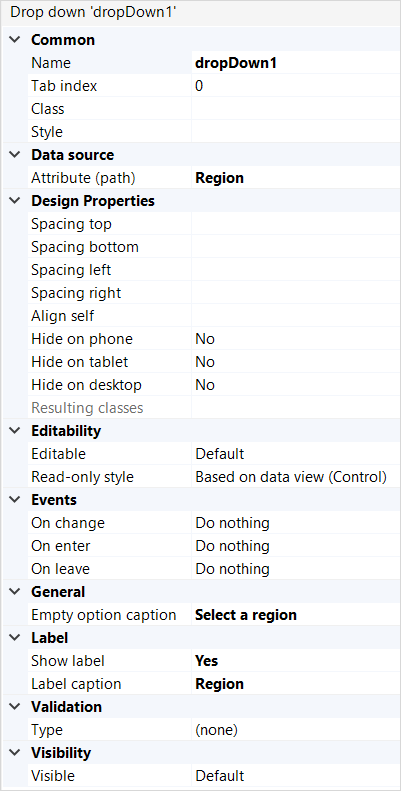 Drop down 'dropDown1'
Common
Name dropDown1
Tab index 0
Class
Style
Data source
Attribute (path) Region
Design Properties
Spacing top
Spacing bottom
Spacing left
Spacing right
Align self
Hide on phone No
Hide on tablet No
Hide on desktop No
Resulting classes
Editability
Editable Default
Read-only style Based on data view (Control)
Events
On change Do nothing
On enter Do nothing
On leave Do nothing
General
Empty option caption Select a region
Label
Show label Yes
Label caption Region
Validation
Type (none)
Visibility
Visible Default